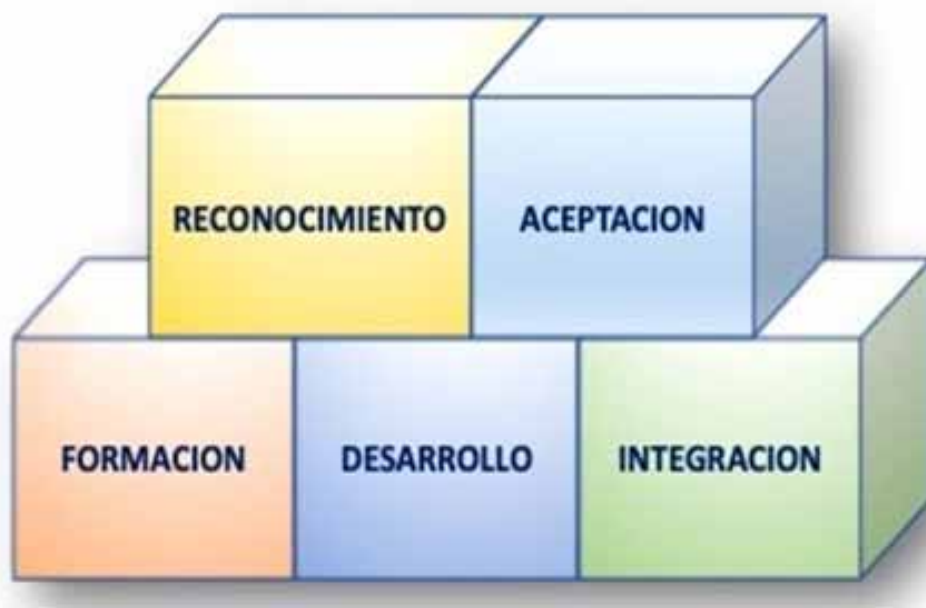 RECONOCIMIENTO ACEPTACION
FORMACION DESARROLLO INTEGRACION